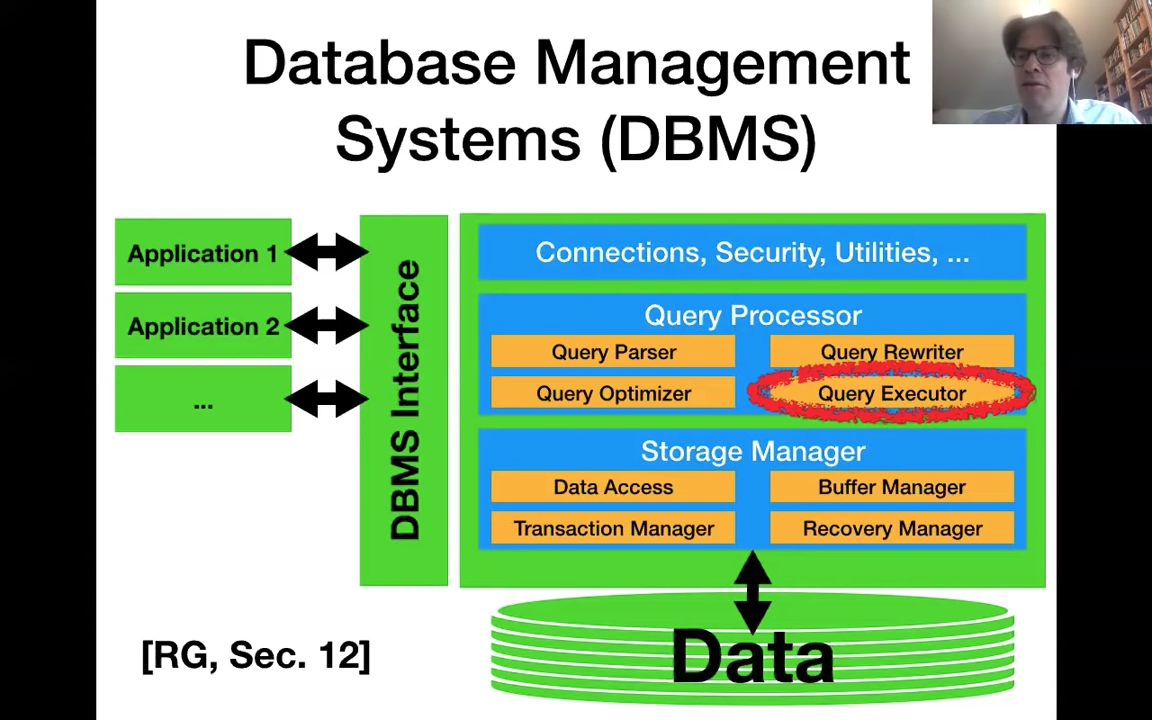 Database Management
Systems (DBMS)
Application 1
Application 2
...
DBMS Interface
Connections, Security, Utilities, ...
Query Processor
Query Parser
Query Rewriter
Query Optimizer
Query Executor
Storage Manager
Data Access
Buffer Manager
Transaction Manager
Recovery Manager
Data
[RG, Sec. 12]